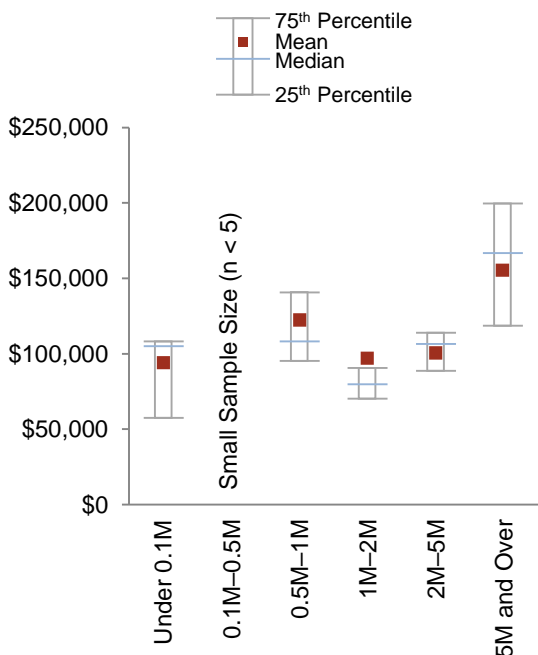 75th Percentile
Mean
Median
25th Percentile
$250,000
$200,000
$150,000
$100,000
$50,000
$0
Small Sample Size (n < 5)
Under 0.1M
0.1M–0.5M
0.5M–1M
1M–2M
2M–5M
5M and Over